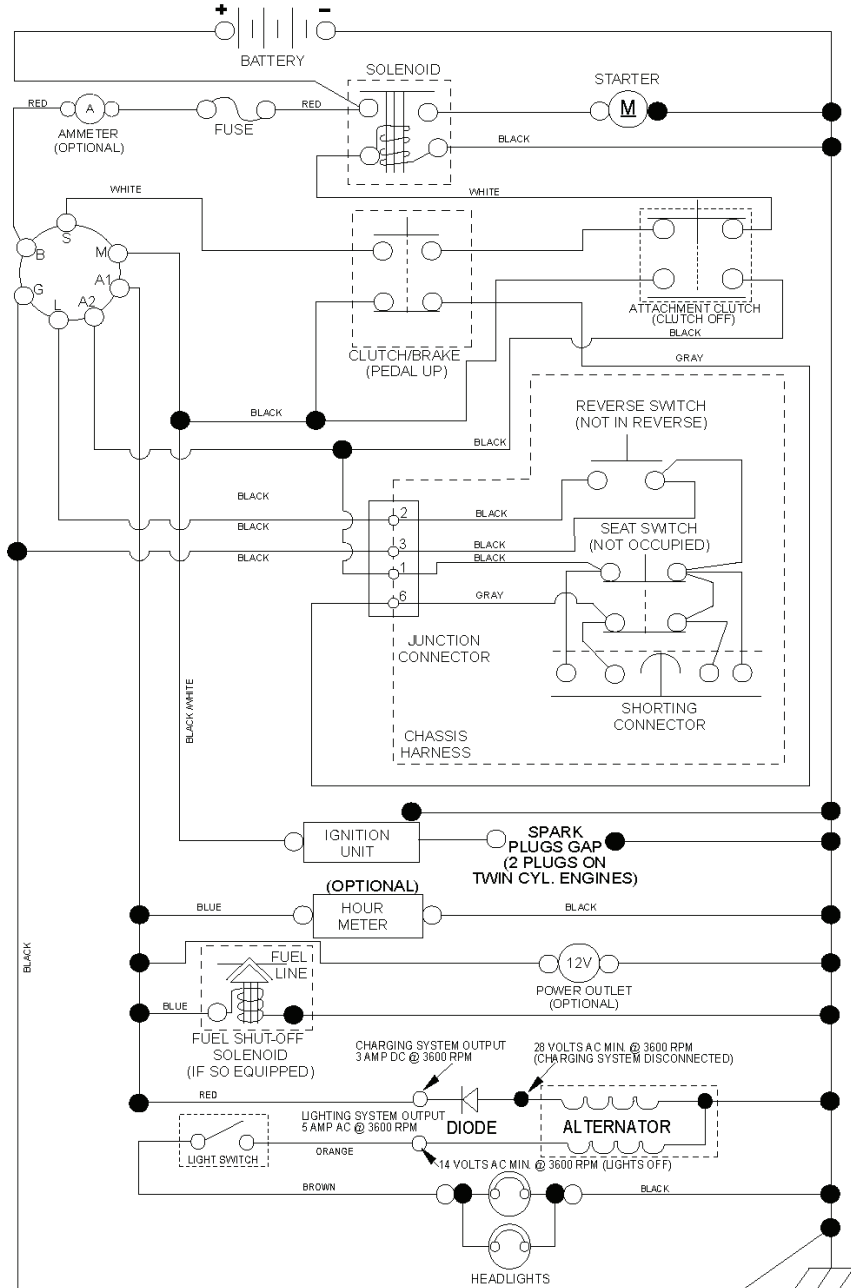 +
-
BATTERY
SOLENOID
STARTER
RED
A
RED
M
AMMETER
(OPTIONAL)
FUSE
BLACK
WHITE
WHITE
S
B
M
A1
G
L
A2
CLUTCH/BRAKE
(PEDAL UP)
ATTACHMENT CLUTCH
(CLUTCH OFF)
BLACK
GRAY
BLACK
BLACK
REVERSE SWITCH
(NOT IN REVERSE)
BLACK
2
BLACK
BLACK
SEAT SWITCH
(NOT OCCUPIED)
3
BLACK
BLACK
BLACK
1
6
GRAY
JUNCTION
CONNECTOR
SHORTING
CONNECTOR
CHASSIS
HARNESS
BLACK/WHITE
IGNITION
UNIT
SPARK
PLUGS GAP
(2 PLUGS ON
TWIN CYL. ENGINES)
(OPTIONAL)
BLUE
HOUR
METER
BLACK
BLACK
FUEL
LINE
12V
POWER OUTLET
(OPTIONAL)
BLUE
FUEL SHUT-OFF
SOLENOID
(IF SO EQUIPPED)
CHARGING SYSTEM OUTPUT
3 AMP DC @ 3600 RPM
28 VOLTS AC MIN. @ 3600 RPM
(CHARGING SYSTEM DISCONNECTED)
RED
LIGHTING SYSTEM OUTPUT
5 AMP AC @ 3600 RPM
DIODE
ALTERNATOR
LIGHT SWITCH
ORANGE
14 VOLTS AC MIN. @ 3600 RPM (LIGHTS OFF)
BROWN
BLACK
HEADLIGHTS